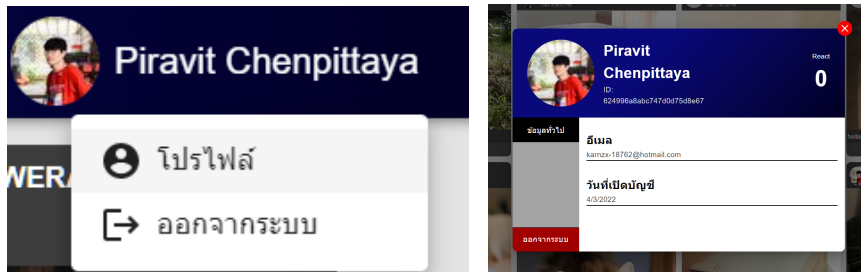 Piravit Chenpittaya
WER
โปรไฟล์
ออกจากระบบ
Piravit
Chenpittaya
ID:
624996a8abc747d0d75d8e67
React
0
ข้อมูลทั่วไป
อีเมล
karnzx-18762@hotmail.com
วันที่เปิดบัญชี
4/3/2022
ออกจากระบบ